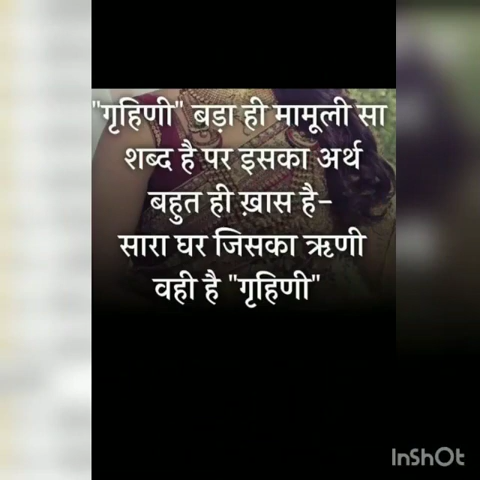 "गृहिणी" बड़ा ही मामूली सा
शब्द है पर इसका अर्थ
बहुत ही ख़ास है-
सारा घर जिसका ऋणी
वही है "गृहिणी"
InShOt